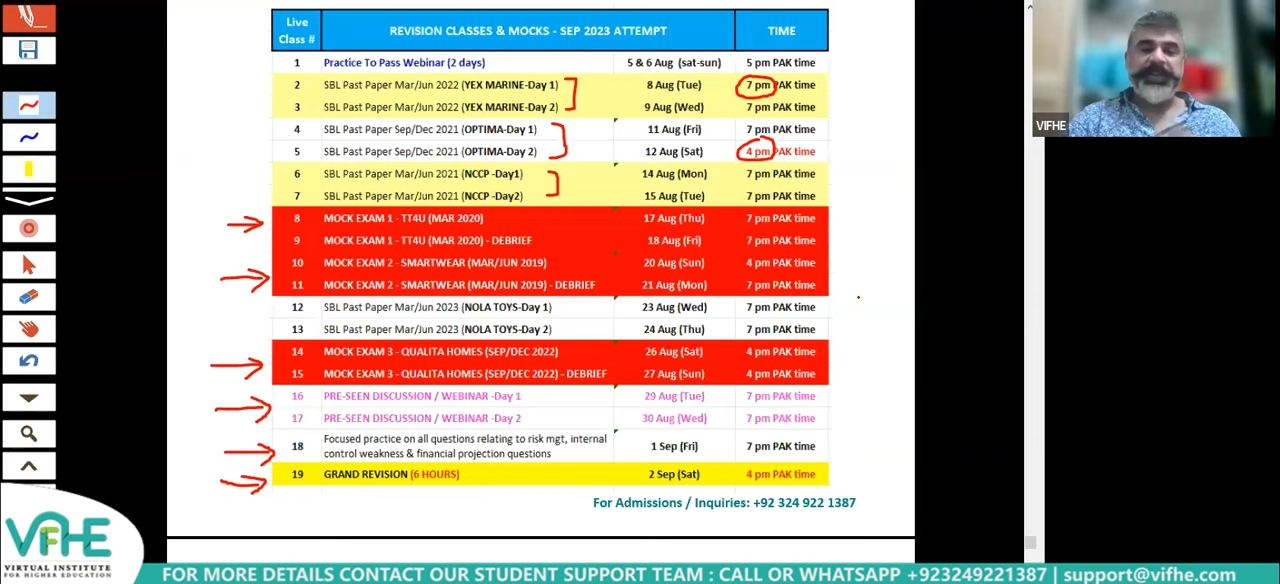 Live Class # REVISION CLASSES & MOCKS - SEP 2023 ATTEMPT TIME
1 Practice To Pass Webinar (2 days) 5 & 6 Aug (sat-sun) 5 pm PAK time
2 SBL Past Paper Mar/Jun 2022 (YEX MARINE-Day 1) 8 Aug (Tue) 7 pm PAK time
3 SBL Past Paper Mar/Jun 2022 (YEX MARINE-Day 2) 9 Aug (Wed) 7 pm PAK time
4 SBL Past Paper Sep/Dec 2021 (OPTIMA-Day 1) 11 Aug (Fri) 7 pm PAK time
5 SBL Past Paper Sep/Dec 2021 (OPTIMA-Day 2) 12 Aug (Sat) 4 pm PAK time
6 SBL Past Paper Mar/Jun 2021 (NCCP -Day1) 14 Aug (Mon) 7 pm PAK time
7 SBL Past Paper Mar/Jun 2021 (NCCP -Day2) 15 Aug (Tue) 7 pm PAK time
8 MOCK EXAM 1 - TT4U (MAR 2020) 17 Aug (Thu) 7 pm PAK time
9 MOCK EXAM 1 - TT4U (MAR 2020) - DEBRIEF 18 Aug (Fri) 7 pm PAK time
10 MOCK EXAM 2 - SMARTWEAR (MAR/JUN 2019) 20 Aug (Sun) 4 pm PAK time
11 MOCK EXAM 2 - SMARTWEAR (MAR/JUN 2019) - DEBRIEF 21 Aug (Mon) 7 pm PAK time
12 SBL Past Paper Mar/Jun 2023 (NOLA TOYS-Day 1) 23 Aug (Wed) 7 pm PAK time
13 SBL Past Paper Mar/Jun 2023 (NOLA TOYS-Day 2) 24 Aug (Thu) 7 pm PAK time
14 MOCK EXAM 3 - QUALITA HOMES (SEP/DEC 2022) 26 Aug (Sat) 4 pm PAK time
15 MOCK EXAM 3 - QUALITA HOMES (SEP/DEC 2022) - DEBRIEF 27 Aug (Sun) 4 pm PAK time
16 PRE-SEEN DISCUSSION / WEBINAR -Day 1 29 Aug (Tue) 7 pm PAK time
17 PRE-SEEN DISCUSSION / WEBINAR -Day 2 30 Aug (Wed) 7 pm PAK time
18 Focused practice on all questions relating to risk mgt, internal
control weakness & financial projection questions 1 Sep (Fri) 7 pm PAK time
19 GRAND REVISION (6 HOURS) 2 Sep (Sat) 4 pm PAK time
For Admissions / Inquiries: +92 324 922 1387
VIFHE
VIFHE
VIRTUAL INSTITUTE
FOR HIGHER EDUCATION
FOR MORE DETAILS CONTACT OUR STUDENT SUPPORT TEAM : CALL OR WHATSAPP +923249221387 | support@vifhe.com